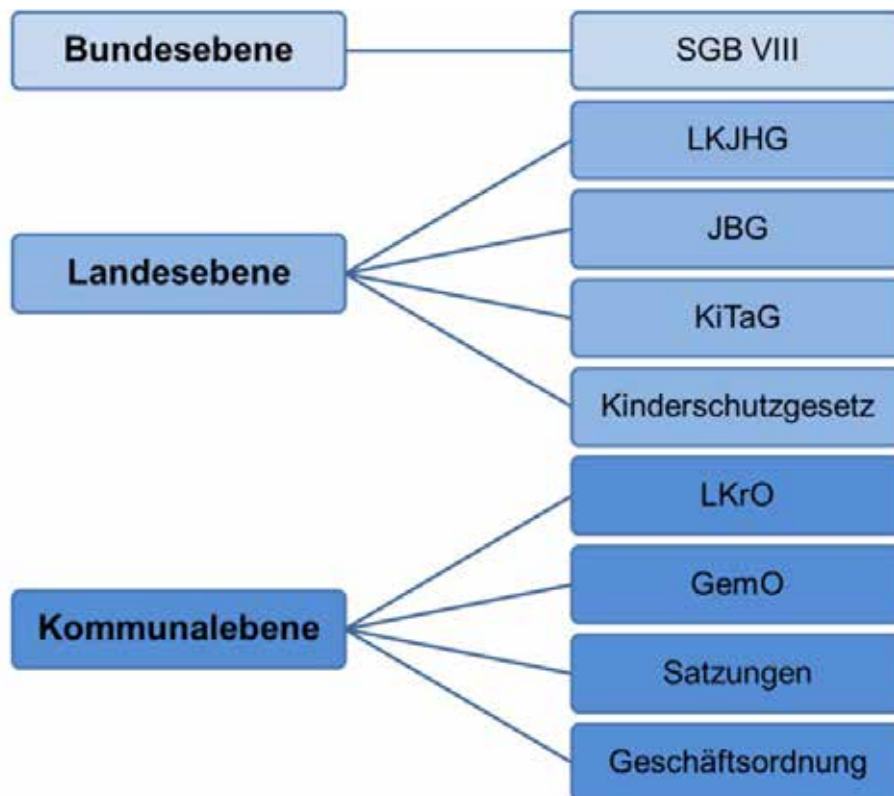 Bundesebene
SGB VIII
Landesebene
LKJHG
JBG
KiTaG
Kinderschutzgesetz
Kommunalebene
LKrO
GemO
Satzungen
Geschäftsordnung